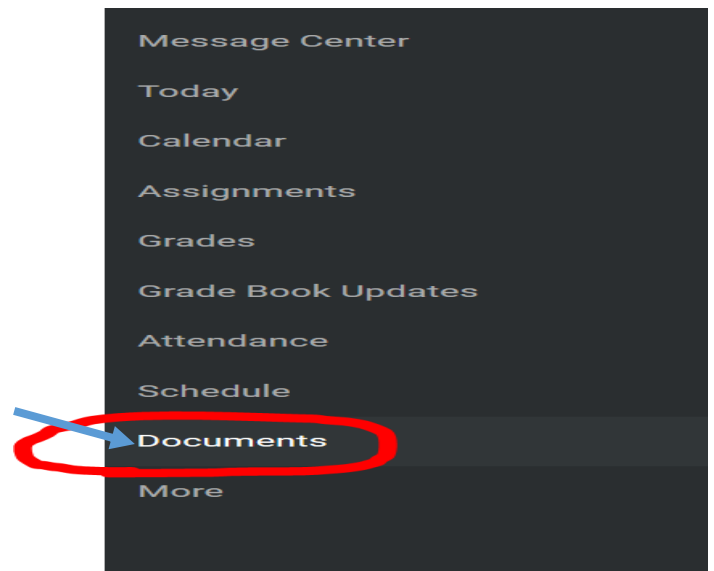 Message Center
Today
Calendar
Assignments
Grades
Grade Book Updates
Attendance
Schedule
Documents
More